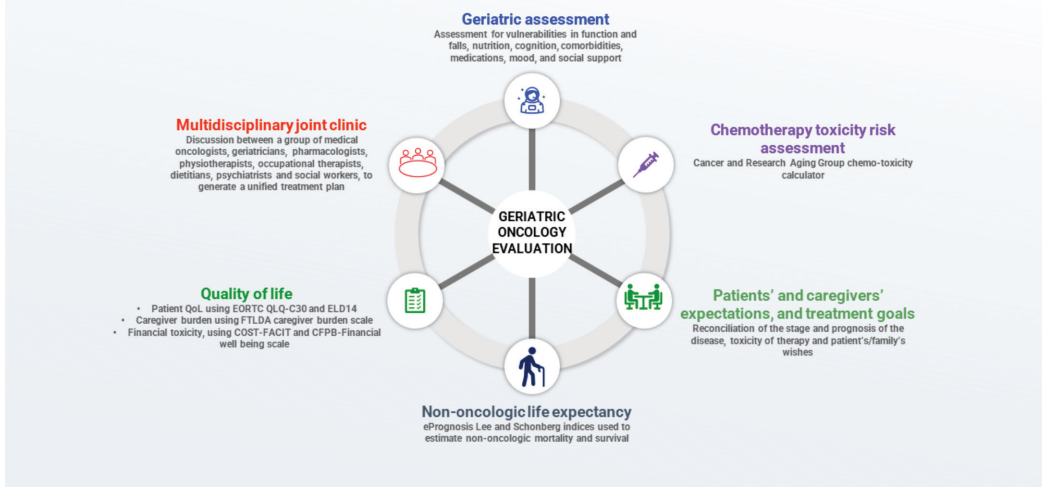 Geriatric assessment
Assessment for vulnerabilities in function and
falls, nutrition, cognition, comorbidities,
medications, mood, and social support
Multidisciplinary joint clinic
Discussion between a group of medical
oncologists, geriatricians, pharmacologists,
physiotherapists, occupational therapists,
dietitians, psychiatrists and social workers, to
generate a unified treatment plan
Chemotherapy toxicity risk
assessment
Cancer and Research Aging Group chemo-toxicity
calculator
GERIATRIC
ONCOLOGY
EVALUATION
Quality of life
• Patient QoL using EORTC QLQ-C30 and ELD14
• Caregiver burden using FTLDA caregiver burden scale
• Financial toxicity, using COST-FACIT and CFPB-Financial
well being scale
Patients' and caregivers'
expectations, and treatment goals
Reconciliation of the stage and prognosis of the
disease, toxicity of therapy and patient's/family's
wishes
Non-oncologic life expectancy
ePrognosis Lee and Schonberg indices used to
estimate non-oncologic mortality and survival